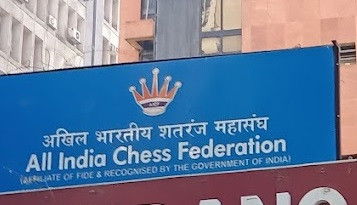 अखिल भारतीय शतरंज महासंघ
All India Chess Federation
(AFFILIATE OF FIDE & RECOGNISED BY THE GOVERNMENT OF INDIA)